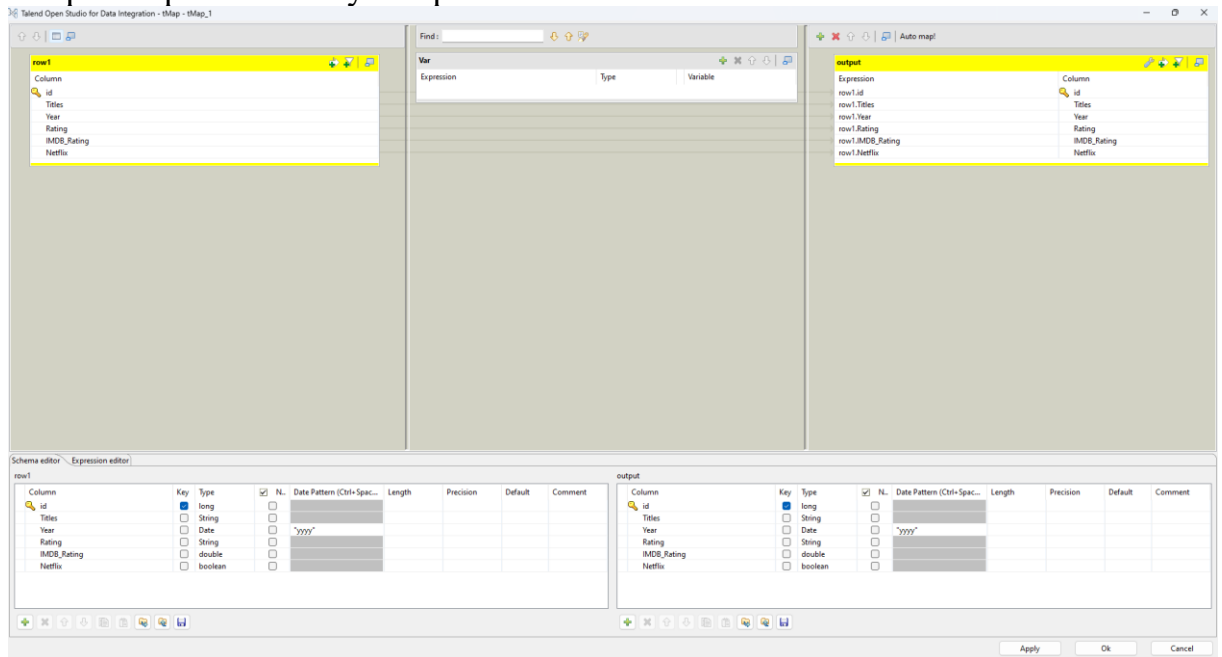 Talend Open Studio for Data Integration - tMap - tMap_1
Find :
Auto map!
row1
Column
id
Titles
Year
Rating
IMDB_Rating
Netflix
Var
Expression Type Variable
output
Expression Column
row1.id id
row1.Titles Titles
row1.Year Year
row1.Rating Rating
row1.IMDB_Rating IMDB_Rating
row1.Netflix Netflix
Schema editor Expression editor
row1
Column Key Type N.. Date Pattern (Ctrl+Spac... Length Precision Default Comment
id long
Titles String
Year Date "yyyy"
Rating String
IMDB_Rating double
Netflix boolean
output
Column Key Type N.. Date Pattern (Ctrl+Spac... Length Precision Default Comment
id long
Titles String
Year Date "yyyy"
Rating String
IMDB_Rating double
Netflix boolean
Apply Ok Cancel